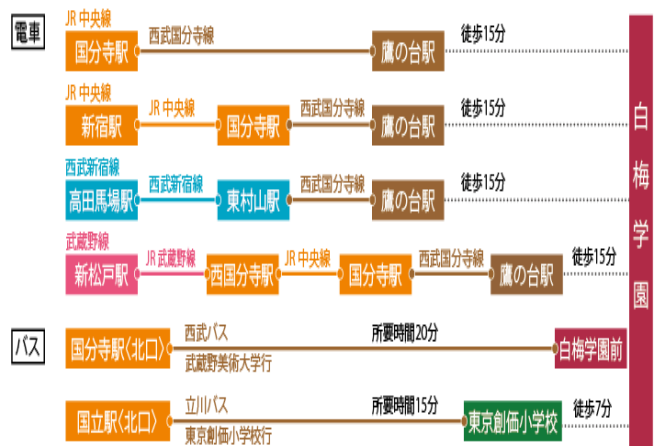 電車
JR 中央線
国分寺駅
西武国分寺線
鷹の台駅
徒歩15分
JR 中央線
新宿駅
JR 中央線
国分寺駅
西武国分寺線
鷹の台駅
徒歩15分
西武新宿線
高田馬場駅
西武新宿線
東村山駅
西武国分寺線
鷹の台駅
徒歩15分
武蔵野線
新松戸駅
JR 武蔵野線
西国分寺駅
JR 中央線
国分寺駅
西武国分寺線
鷹の台駅
徒歩15分
バス
国分寺駅〈北口〉
西武バス
武蔵野美術大学行
所要時間20分
白梅学園前
国立駅〈北口〉
立川バス
東京創価小学校行
所要時間15分
東京創価小学校
徒歩7分
白梅学園